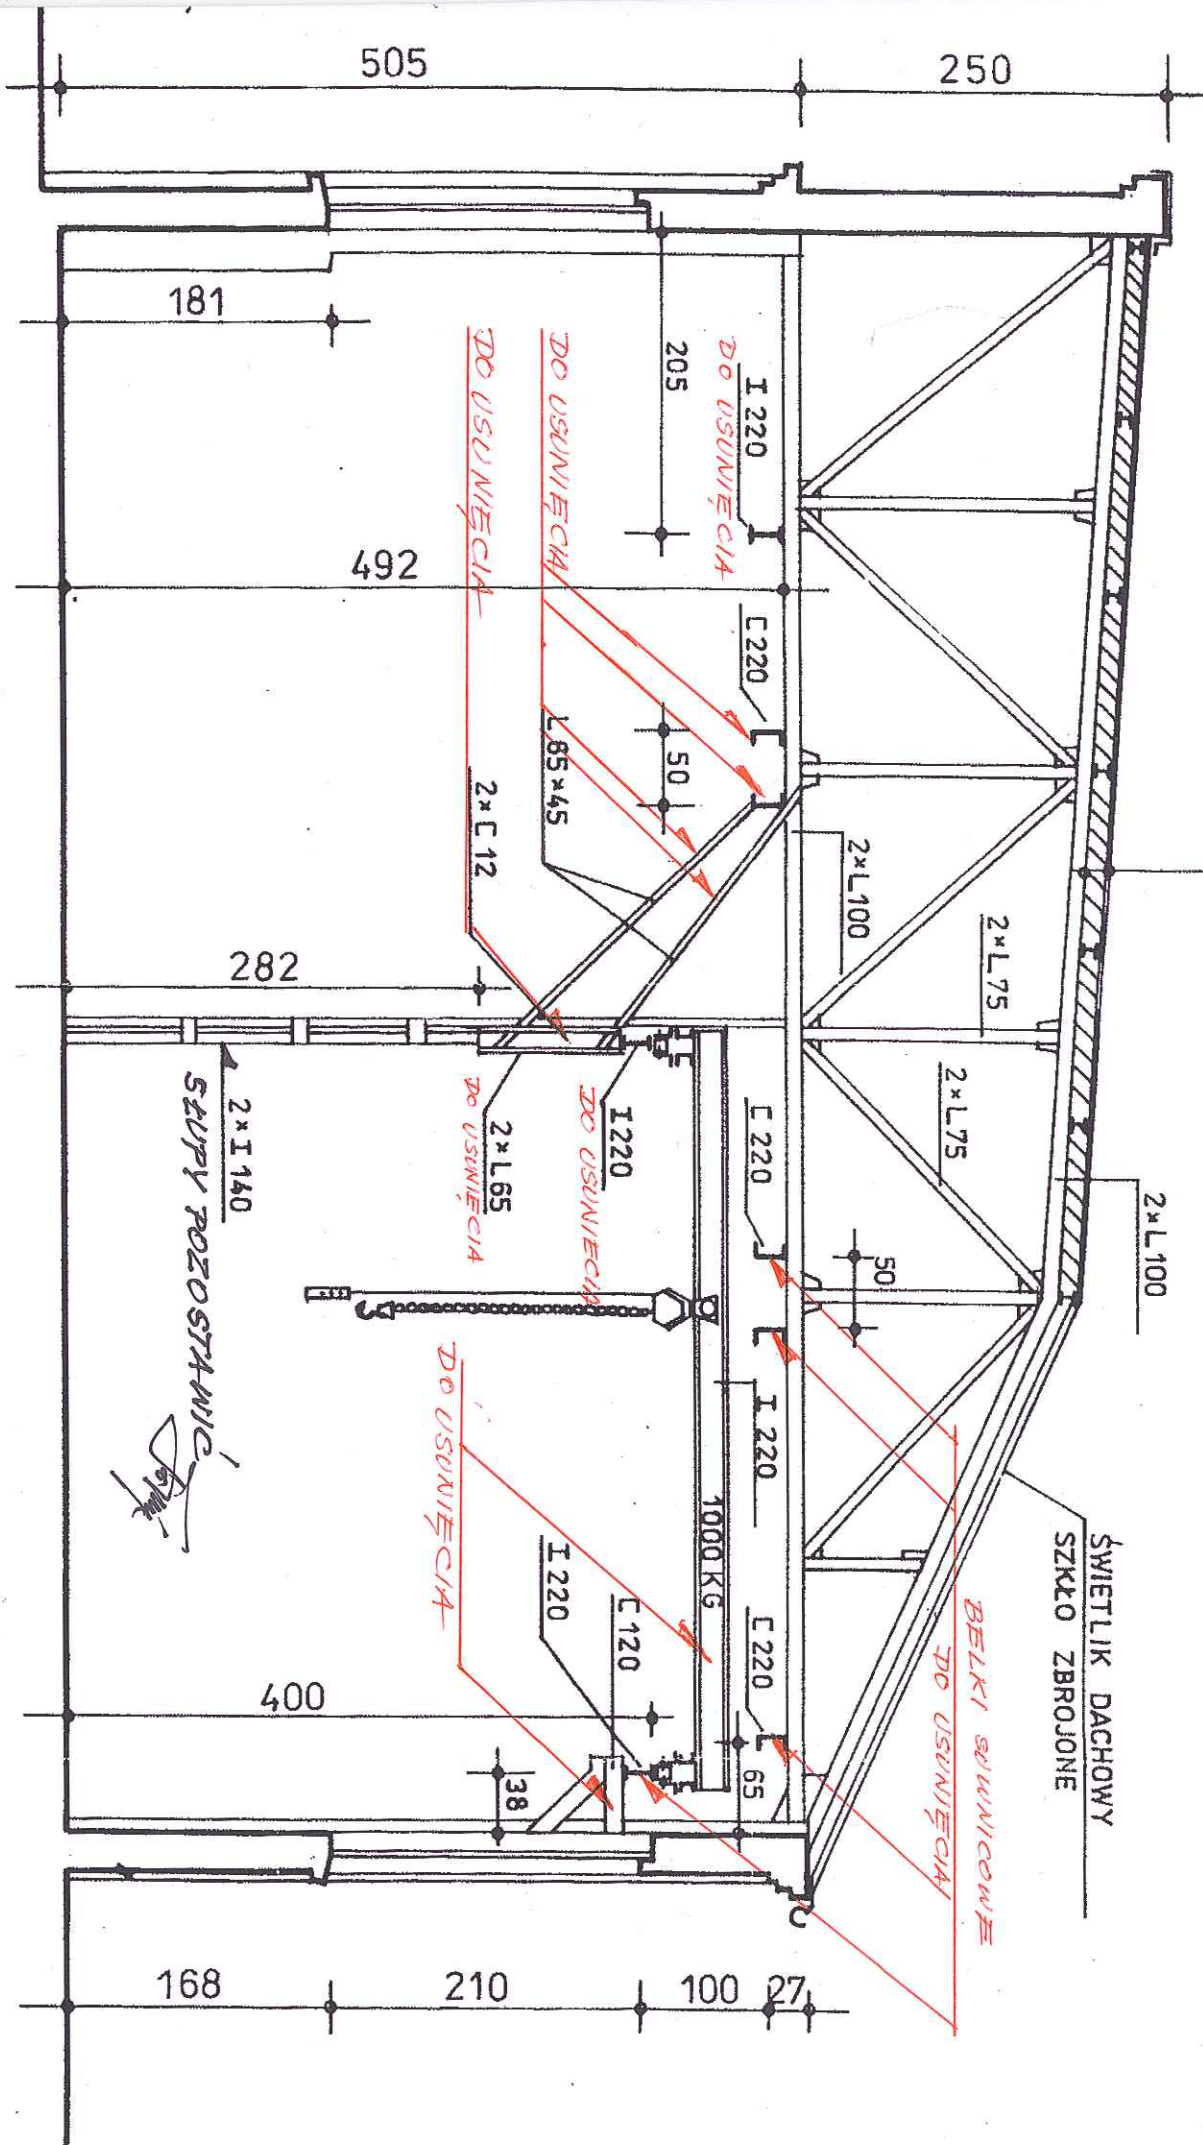 505
250
181
205
I 220
DO USUNIĘCIA
DO USUNIĘCIA
DO USUNIĘCIA
492
[ 220
50
L 85×45
2×[ 12
2×L100
2×L75
2×L75
2×L100
282
2×I 140
SŁUPY POZOSTAWIĆ
2×L65
DO USUNIĘCIA
I 220
DO USUNIECIA
[ 220
50
I 220
1000 KG
DO USUNIĘCIA
I 220
[ 120
[ 220
65
38
400
ŚWIETLIK DACHOWY
SZKŁO ZBROJONE
BELKI SUWNICOWE
DO USUNIĘCIA
168
210
100
27